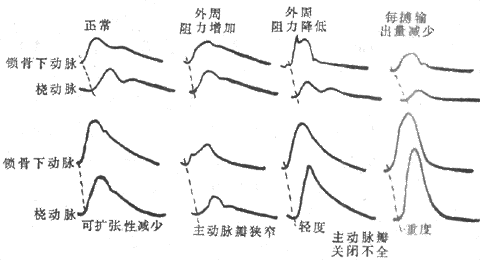 正常
外周
阻力增加
外周
阻力降低
每搏输
出量减少
锁骨下动脉
桡动脉
锁骨下动脉
桡动脉
可扩张性减少
主动脉瓣狭窄
轻度
主动脉瓣
关闭不全
重度